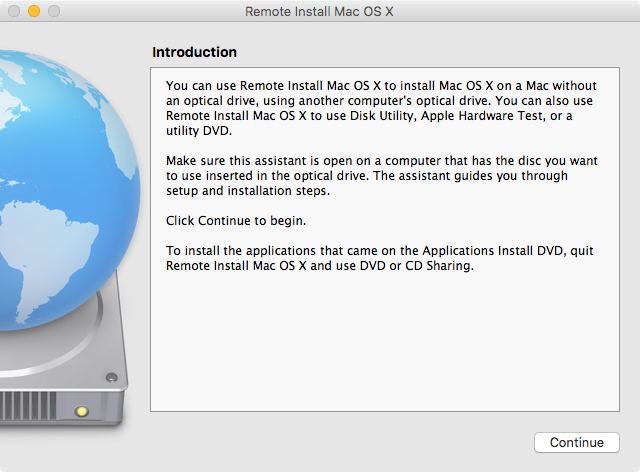 Remote Install Mac OS X
Introduction
You can use Remote Install Mac OS X to install Mac OS X on a Mac without
an optical drive, using another computer's optical drive. You can also use
Remote Install Mac OS X to use Disk Utility, Apple Hardware Test, or a
utility DVD.
Make sure this assistant is open on a computer that has the disc you want
to use inserted in the optical drive. The assistant guides you through
setup and installation steps.
Click Continue to begin.
To install the applications that came on the Applications Install DVD, quit
Remote Install Mac OS X and use DVD or CD Sharing.
Continue